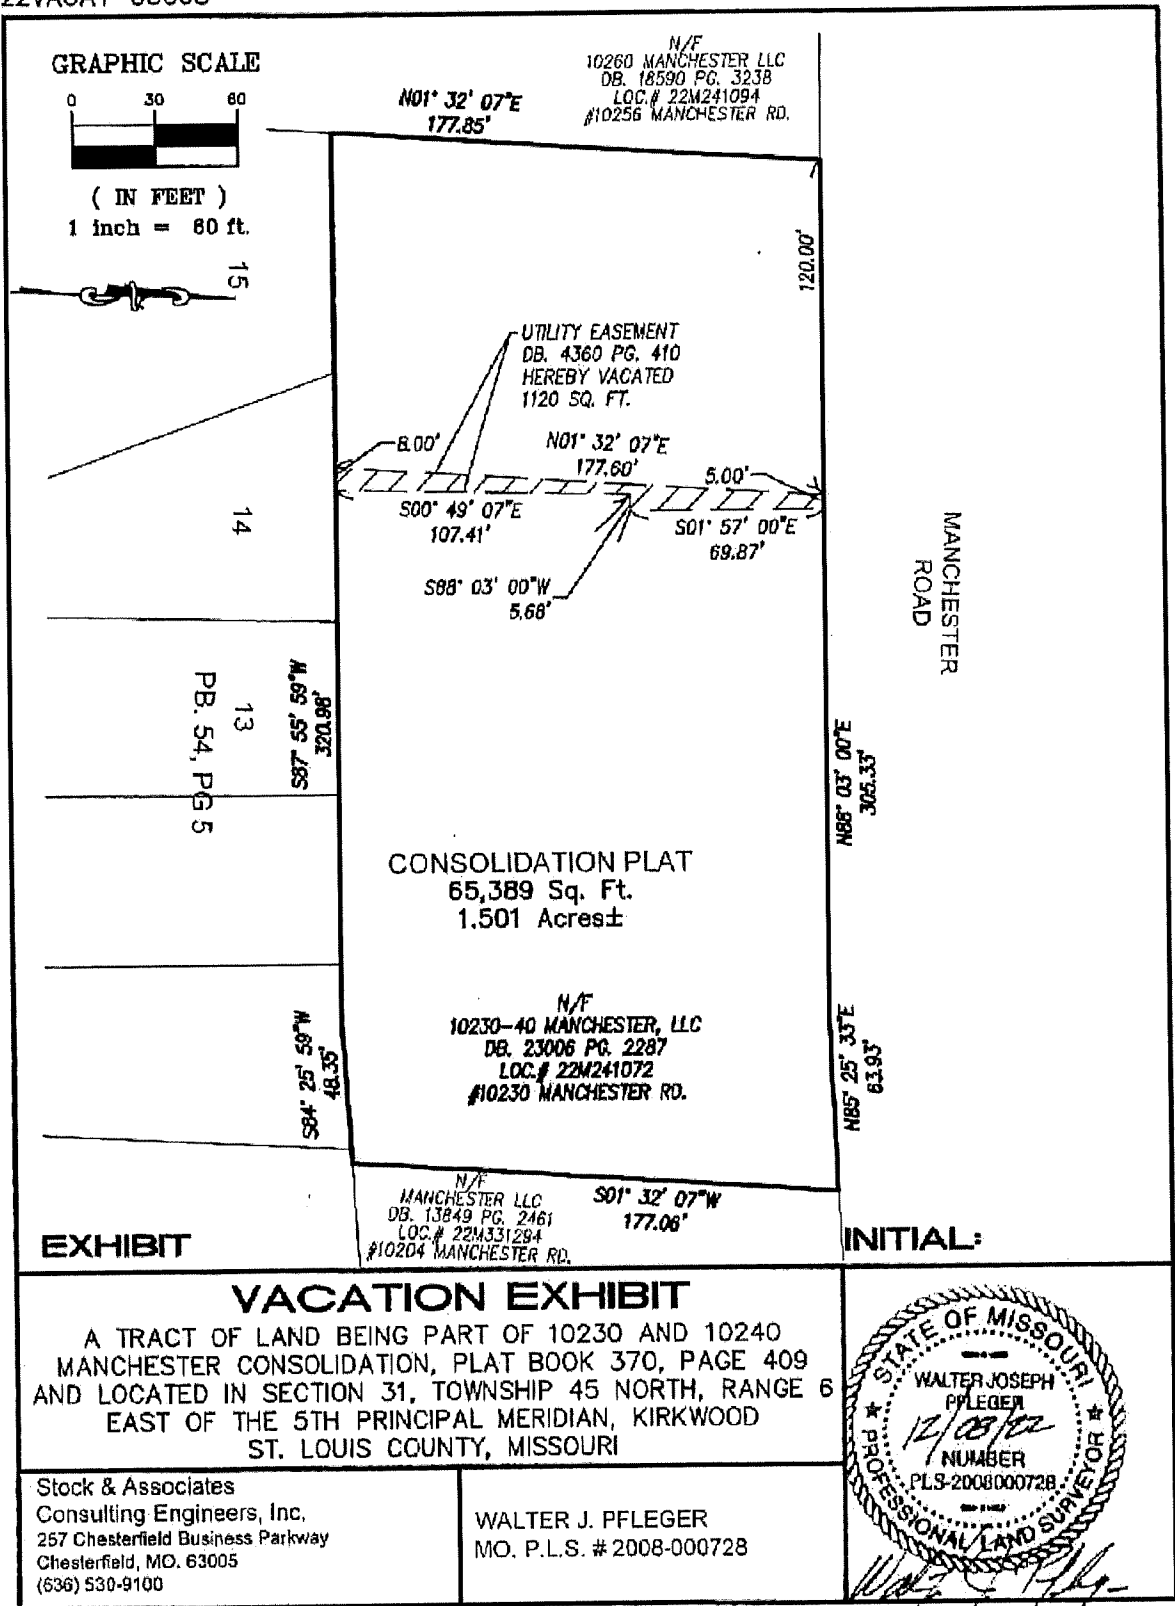 GRAPHIC SCALE
0 30 60
( IN FEET )
1 inch = 60 ft.
N01° 32' 07"E
177.85'
N/F
10260 MANCHESTER LLC
DB. 18590 PG. 3238
LOC.# 22M241094
#10256 MANCHESTER RD.
120.00'
15
UTILITY EASEMENT
DB. 4360 PG. 410
HEREBY VACATED
1120 SQ. FT.
8.00'
N01° 32' 07"E
177.60'
5.00'
S00° 49' 07"E
107.41'
S01° 57' 00"E
69.87'
S88° 03' 00"W
5.68'
14
MANCHESTER
ROAD
13
PB. 54, PG 5
S87° 55' 59"W
320.98'
N88° 03' 00"E
305.33'
CONSOLIDATION PLAT
65,389 Sq. Ft.
1.501 Acres±
N/F
10230-40 MANCHESTER, LLC
DB. 23006 PG. 2287
LOC.# 22M241072
#10230 MANCHESTER RD.
S84° 25' 59"W
48.35'
N85° 25' 33"E
63.93'
N/F
MANCHESTER LLC
DB. 13849 PG. 2461
LOC.# 22M331294
#10204 MANCHESTER RD.
S01° 32' 07"W
177.06'
EXHIBIT
INITIAL:
VACATION EXHIBIT
A TRACT OF LAND BEING PART OF 10230 AND 10240
MANCHESTER CONSOLIDATION, PLAT BOOK 370, PAGE 409
AND LOCATED IN SECTION 31, TOWNSHIP 45 NORTH, RANGE 6
EAST OF THE 5TH PRINCIPAL MERIDIAN, KIRKWOOD
ST. LOUIS COUNTY, MISSOURI
STATE OF MISSOURI
WALTER JOSEPH
PFLEGER
12/08/22
NUMBER
PLS-2008000728
PROFESSIONAL LAND SURVEYOR
Stock & Associates
Consulting Engineers, Inc.
257 Chesterfield Business Parkway
Chesterfield, MO. 63005
(636) 530-9100
WALTER J. PFLEGER
MO. P.L.S. # 2008-000728